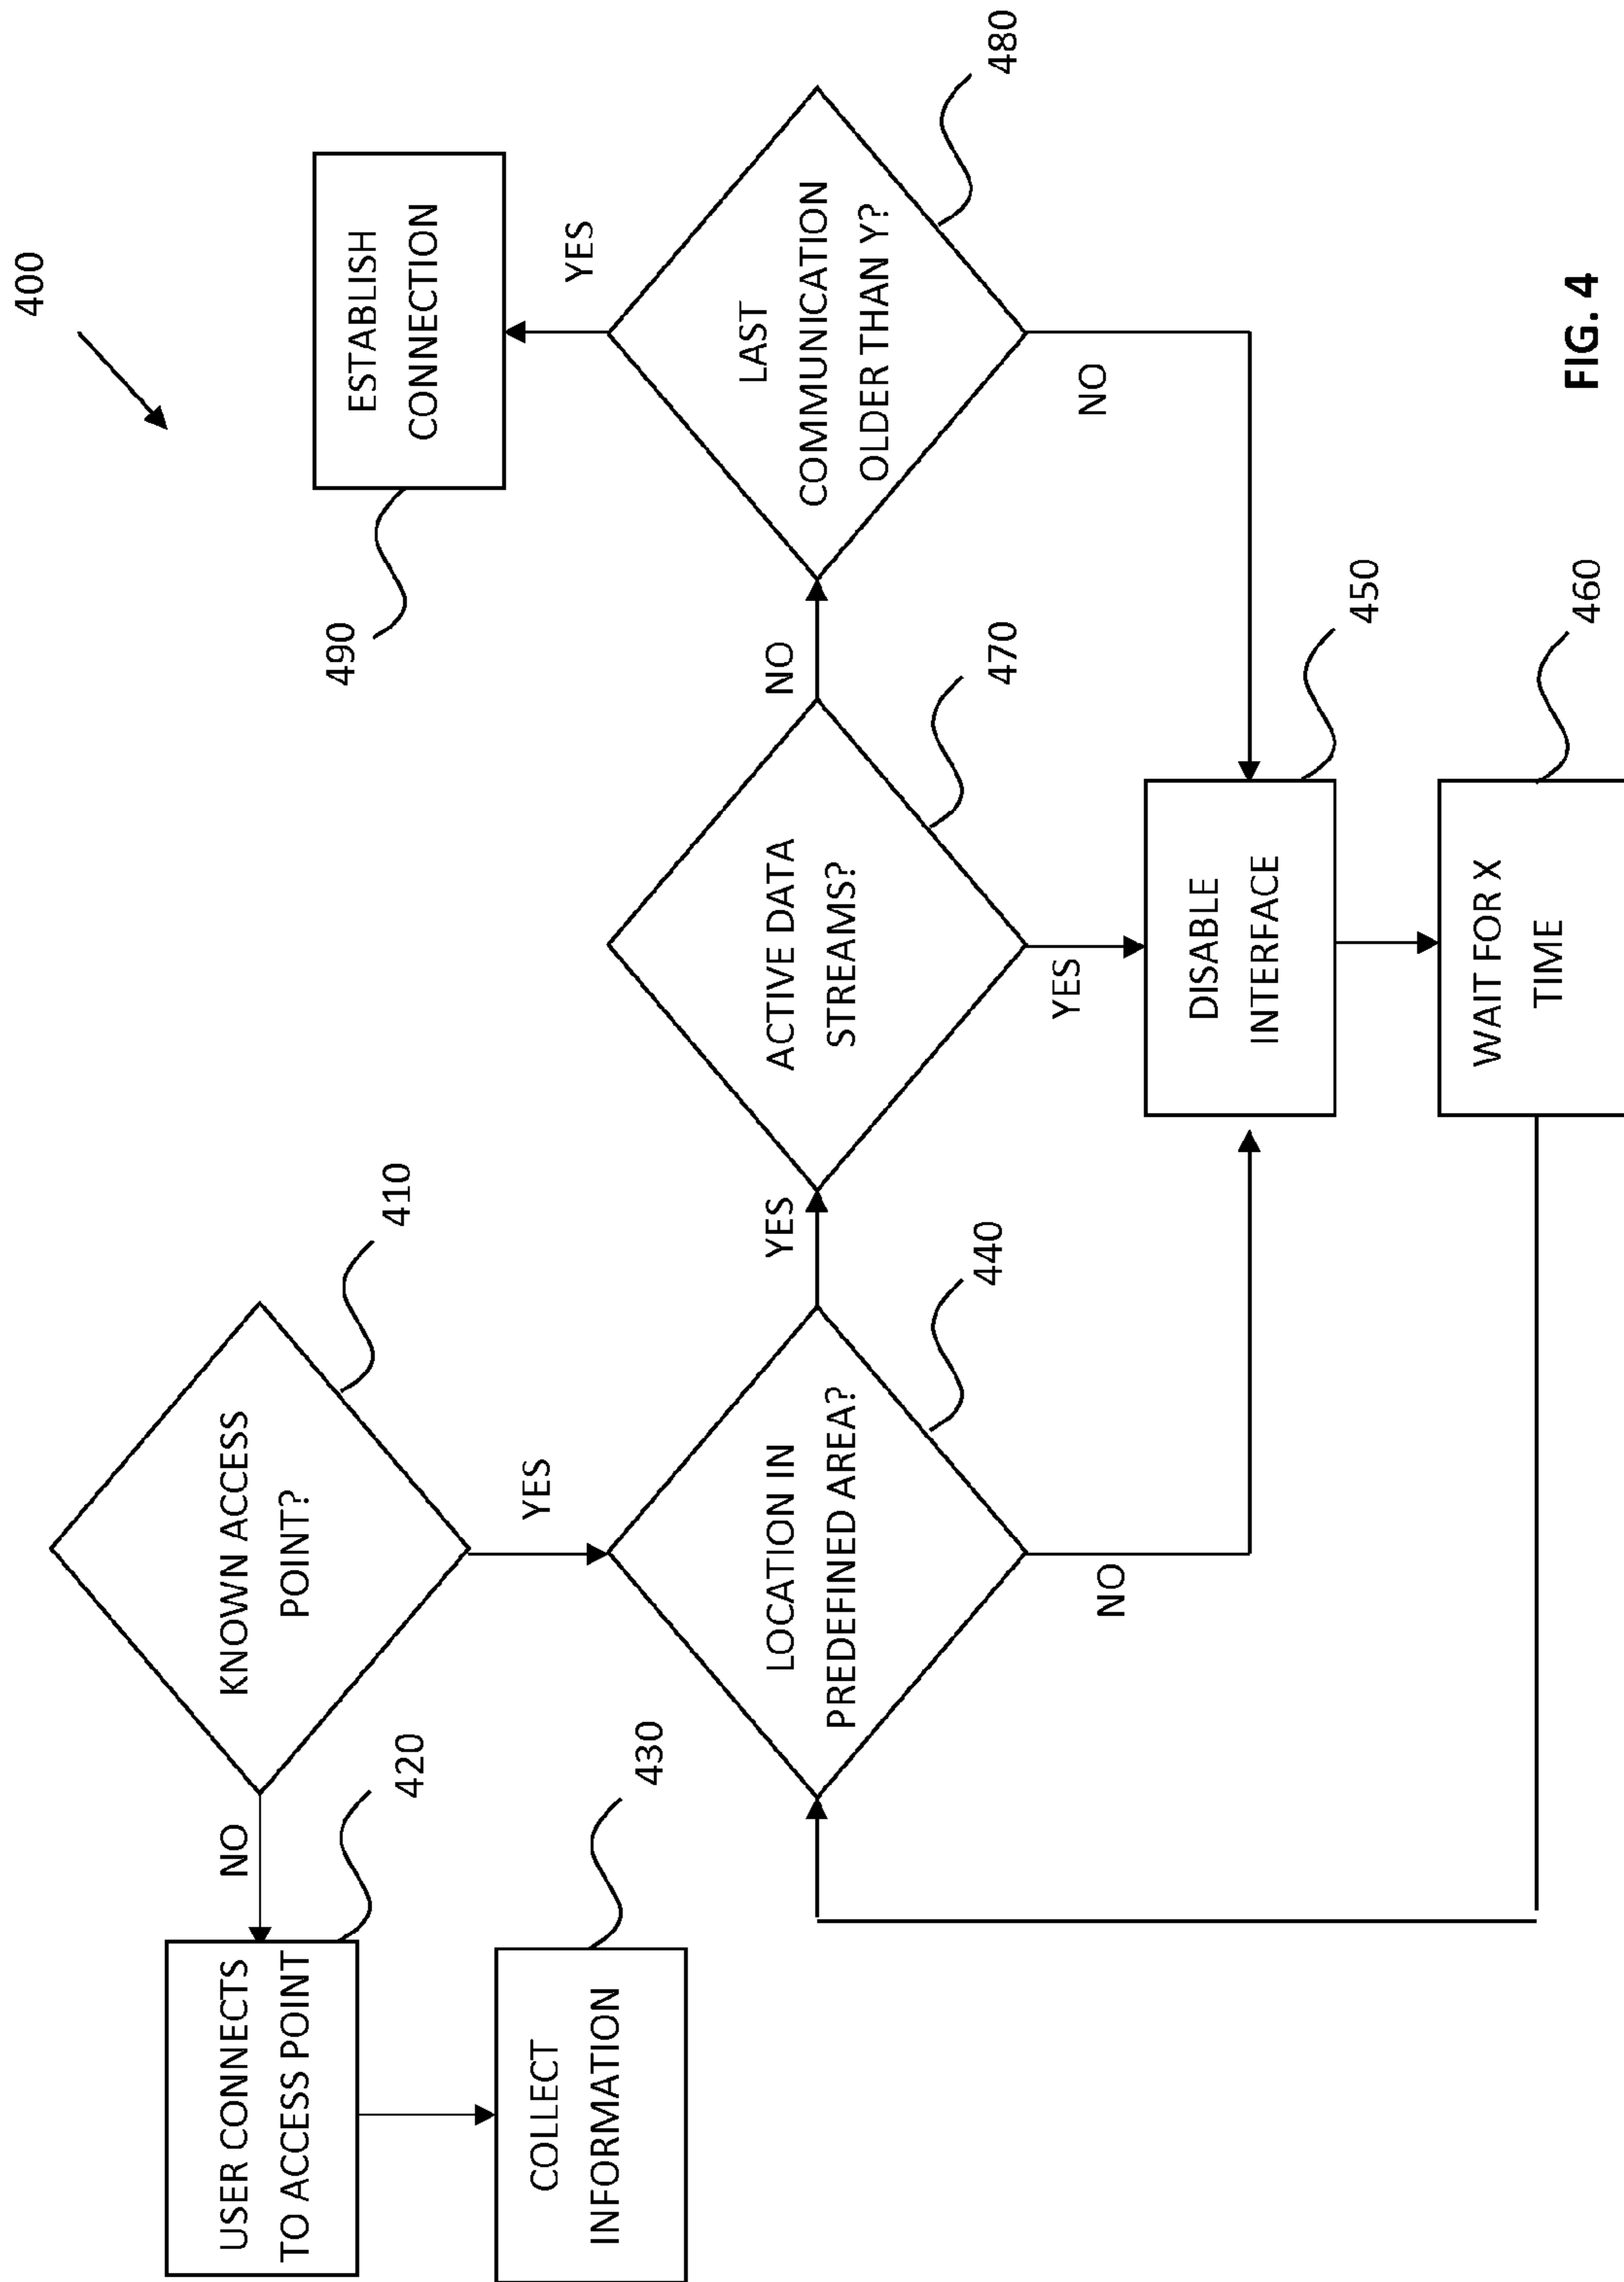 400
KNOWN ACCESS
POINT?
410
NO
YES
USER CONNECTS
TO ACCESS POINT
420
COLLECT
INFORMATION
430
LOCATION IN
PREDEFINED AREA?
440
YES
NO
ACTIVE DATA
STREAMS?
470
NO
YES
LAST
COMMUNICATION
OLDER THAN Y?
480
YES
NO
ESTABLISH
CONNECTION
490
DISABLE
INTERFACE
450
WAIT FOR X
TIME
460
FIG. 4